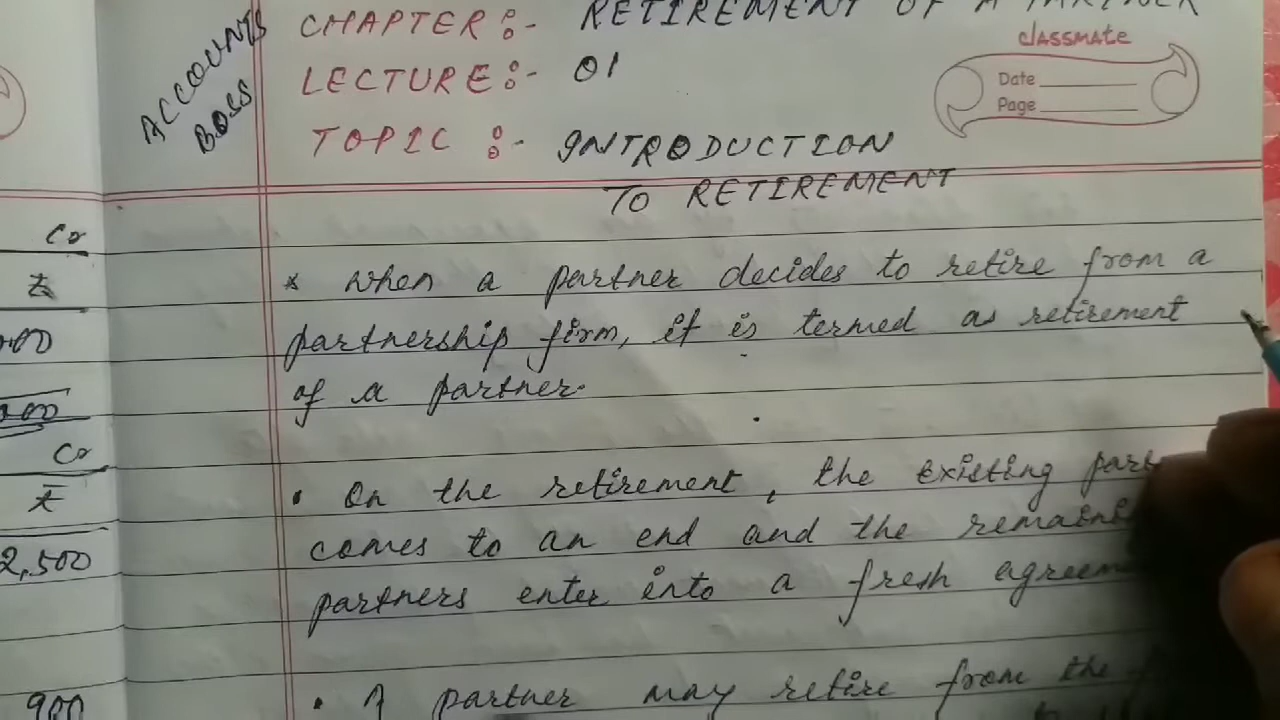 CHAPTER :- RETIREMENT OF A PARTNER
ACCOUNTS BOSS
classmate
LECTURE :- 01
Date
Page
TOPIC :- INTRODUCTION
TO RETIREMENT
* When a partner decides to retire from a
partnership firm, it is termed as retirement
of a partner.
• On the retirement, the existing
comes to an end and the
partners enter into a fresh
• A partner may retire from the
Cr
₹
00
Cr
₹
2,500
900